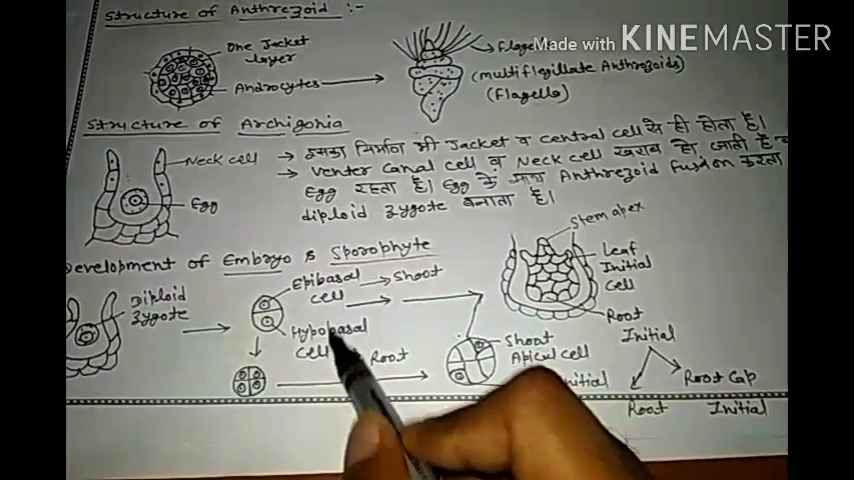 Structure of Anthrezoid :-
One Jacket
Layer
Androcytes
Made with KINEMASTER
(multiflagillate Anthrezoids)
(flagella)
Structure of Archigonia
Neck cell
Egg
→ इसका निर्माण भी Jacket व central cell से ही होता है।
→ Venter Canal cell व Neck cell खराब हो जाती है व
Egg रहता है। Egg के साथ Anthrezoid Fusion करता
diploid zygote बनाता है।
Development of Embryo & Sporophyte
Diploid
zygote
Epibasal → Shoot
cell
Hypobasal
cell
Root
Stem apex
Leaf
Initial
Cell
Root
Initial
Shoot
Apicul cell
Initial
Root Cap
Root Initial